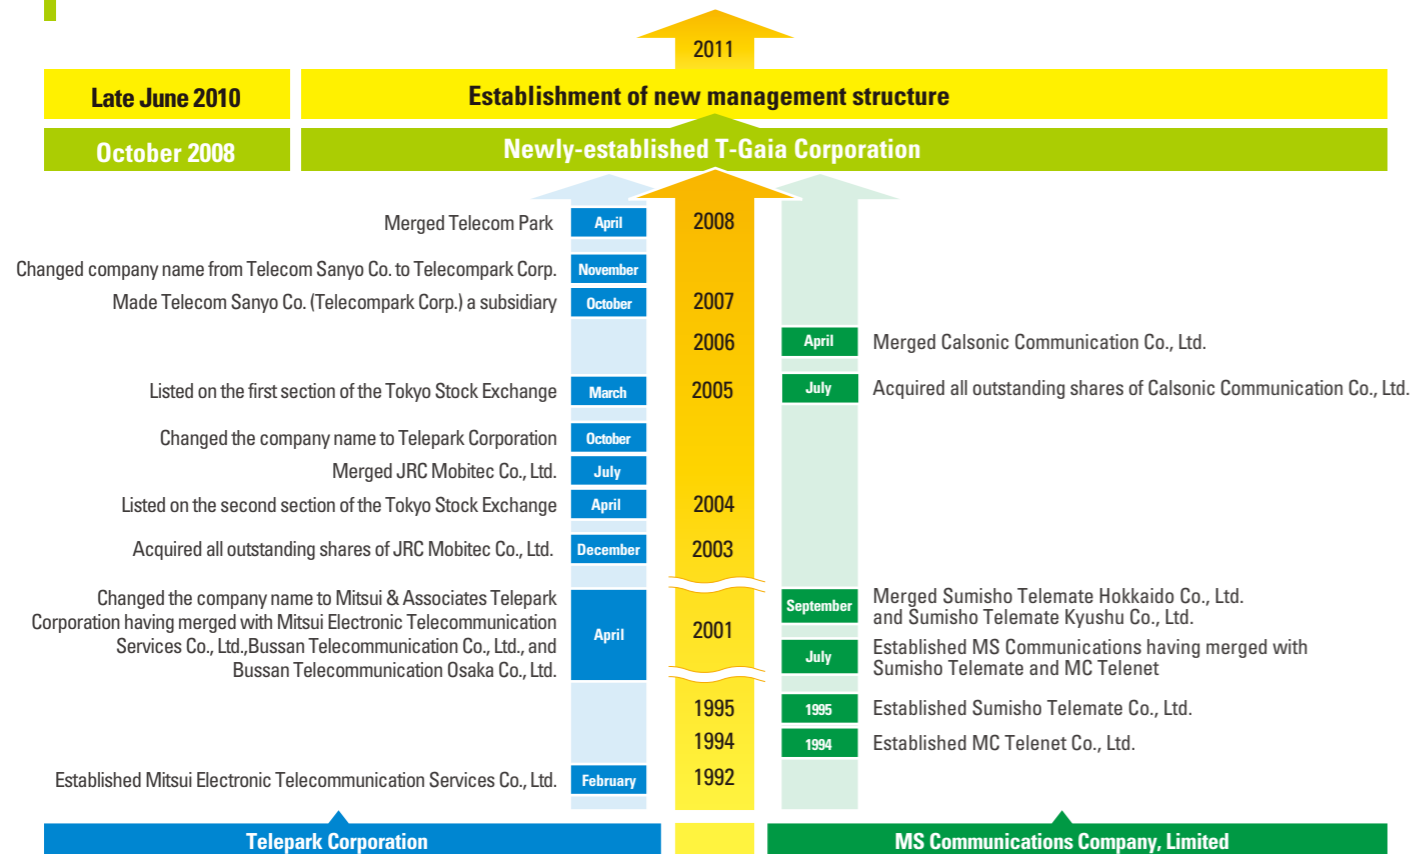 2011
Late June 2010
Establishment of new management structure
October 2008
Newly-established T-Gaia Corporation
Merged Telecom Park
April
2008
Changed company name from Telecom Sanyo Co. to Telecompark Corp.
November
Made Telecom Sanyo Co. (Telecompark Corp.) a subsidiary
October
2007
2006
April
Merged Calsonic Communication Co., Ltd.
Listed on the first section of the Tokyo Stock Exchange
March
2005
July
Acquired all outstanding shares of Calsonic Communication Co., Ltd.
Changed the company name to Telepark Corporation
October
Merged JRC Mobitec Co., Ltd.
July
Listed on the second section of the Tokyo Stock Exchange
April
2004
Acquired all outstanding shares of JRC Mobitec Co., Ltd.
December
2003
Changed the company name to Mitsui & Associates Telepark
Corporation having merged with Mitsui Electronic Telecommunication
Services Co., Ltd.,Bussan Telecommunication Co., Ltd., and
Bussan Telecommunication Osaka Co., Ltd.
April
2001
September
Merged Sumisho Telemate Hokkaido Co., Ltd.
and Sumisho Telemate Kyushu Co., Ltd.
July
Established MS Communications having merged with
Sumisho Telemate and MC Telenet
1995
1995
Established Sumisho Telemate Co., Ltd.
1994
1994
Established MC Telenet Co., Ltd.
Established Mitsui Electronic Telecommunication Services Co., Ltd.
February
1992
Telepark Corporation
MS Communications Company, Limited